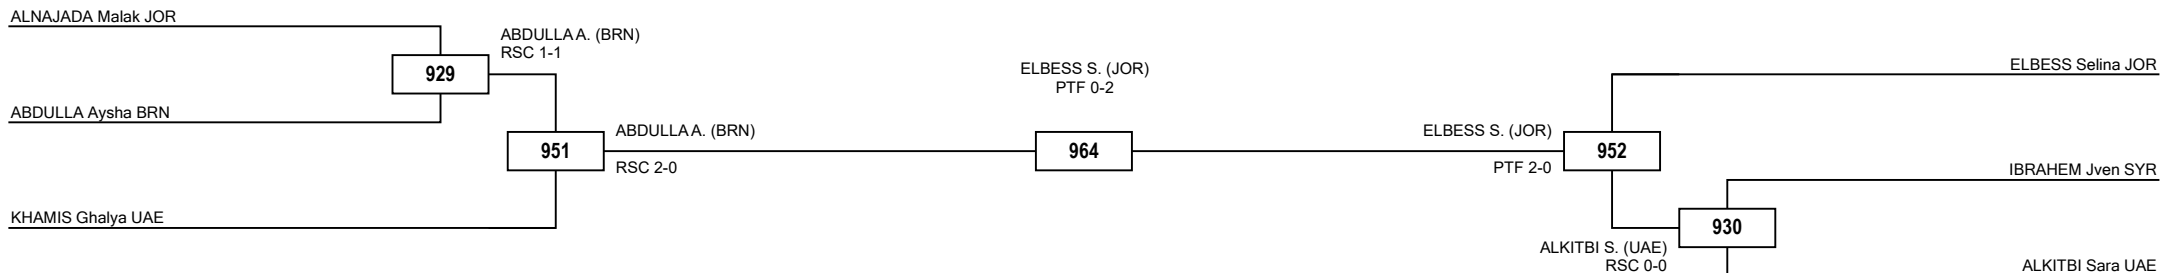 ALNAJADA Malak JOR
ABDULLA A. (BRN)
RSC 1-1
929
ABDULLA Aysha BRN
ABDULLA A. (BRN)
951
RSC 2-0
KHAMIS Ghalya UAE
ELBESS S. (JOR)
PTF 0-2
964
ELBESS Selina JOR
ELBESS S. (JOR)
952
PTF 2-0
IBRAHEM Jven SYR
930
ALKITBI S. (UAE)
RSC 0-0
ALKITBI Sara UAE